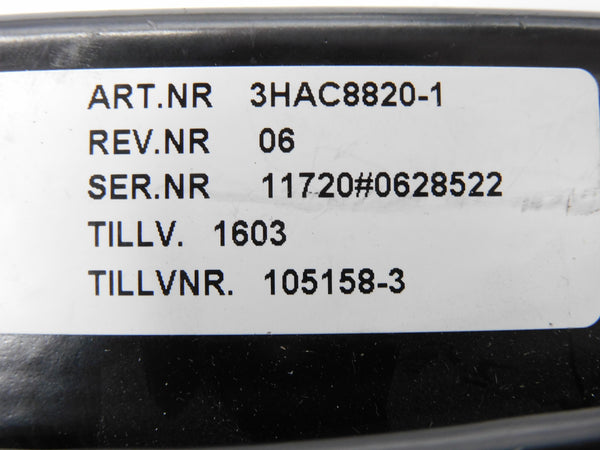 ART.NR 3HAC8820-1
REV.NR 06
SER.NR 11720#0628522
TILLV. 1603
TILLVNR. 105158-3